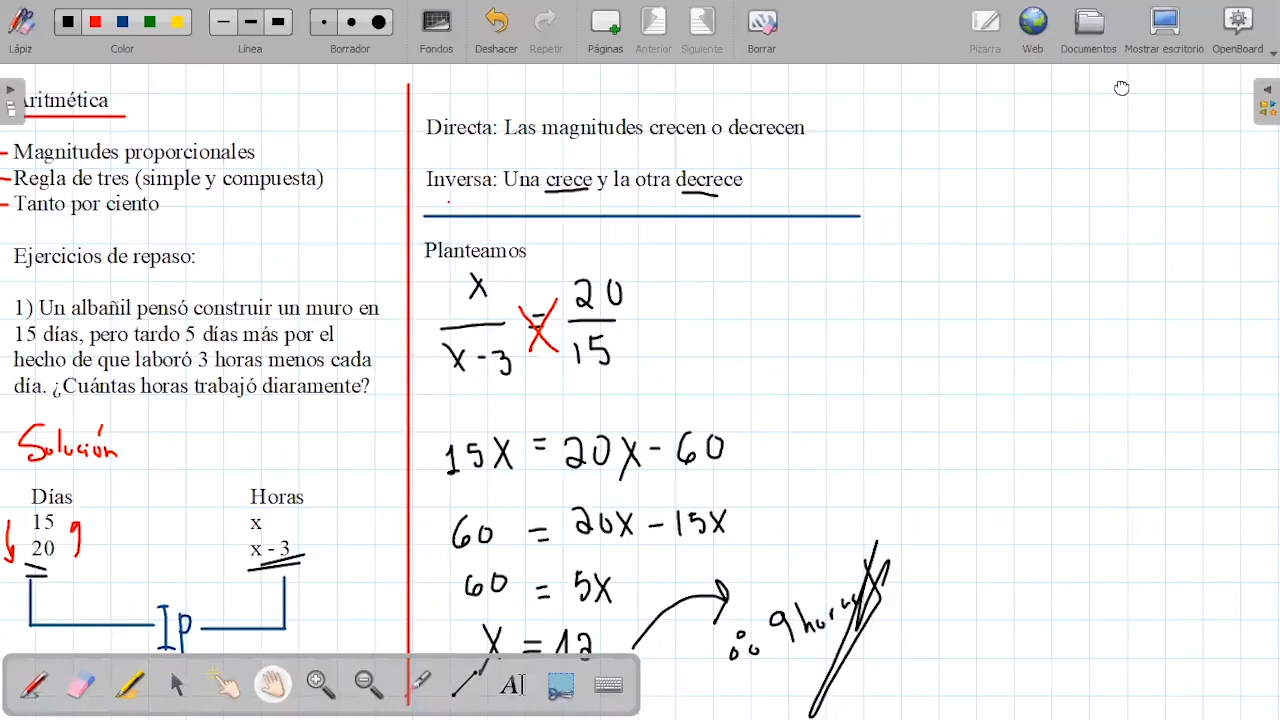 Lápiz
Color
Línea
Borrador
Fondos
Deshacer
Repetir
Páginas
Anterior
Siguiente
Borrar
Pizarra
Web
Documentos
Mostrar escritorio
OpenBoard
Aritmética
Magnitudes proporcionales
Regla de tres (simple y compuesta)
Tanto por ciento
Ejercicios de repaso:
1) Un albañil pensó construir un muro en
15 días, pero tardo 5 días más por el
hecho de que laboró 3 horas menos cada
día. ¿Cuántas horas trabajó diaramente?
Solución
Días Horas
15 x
20 x - 3
Ip
Directa: Las magnitudes crecen o decrecen
Inversa: Una crece y la otra decrece
Planteamos
x/x-3 = 20/15
15x = 20x - 60
60 = 20x - 15x
60 = 5x
x = 12
∴ 9 horas
AI